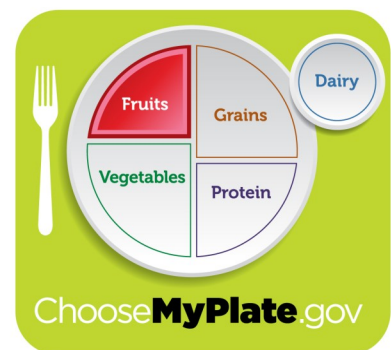 Fruits
Grains
Dairy
Vegetables
Protein
ChooseMyPlate.gov